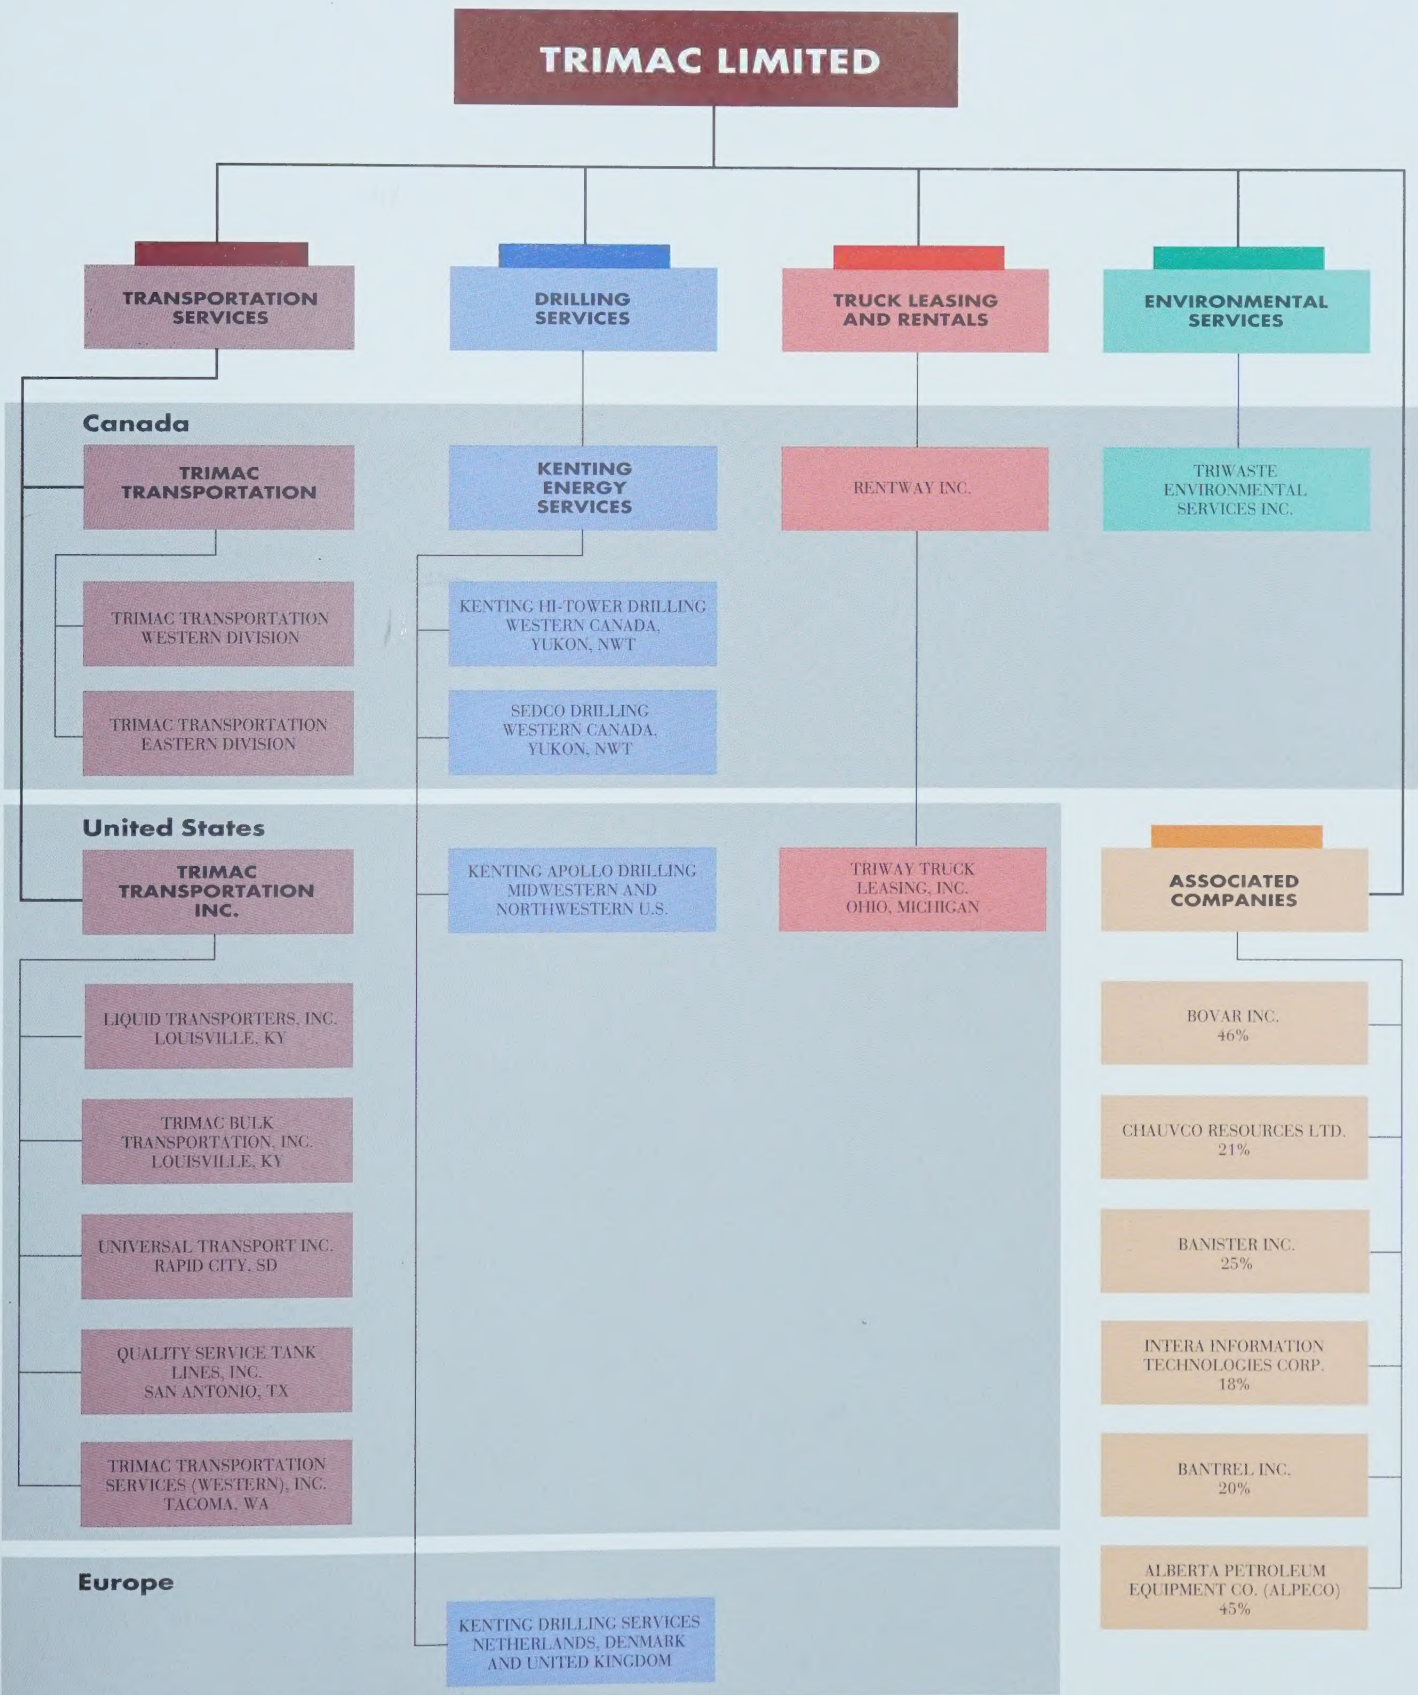 TRIMAC LIMITED
TRANSPORTATION
SERVICES
DRILLING
SERVICES
TRUCK LEASING
AND RENTALS
ENVIRONMENTAL
SERVICES
Canada
TRIMAC
TRANSPORTATION
KENTING
ENERGY
SERVICES
RENTWAY INC.
TRIWASTE
ENVIRONMENTAL
SERVICES INC.
TRIMAC TRANSPORTATION
WESTERN DIVISION
KENTING HI-TOWER DRILLING
WESTERN CANADA,
YUKON, NWT
TRIMAC TRANSPORTATION
EASTERN DIVISION
SEDCO DRILLING
WESTERN CANADA,
YUKON, NWT
United States
TRIMAC
TRANSPORTATION
INC.
KENTING APOLLO DRILLING
MIDWESTERN AND
NORTHWESTERN U.S.
TRIWAY TRUCK
LEASING, INC.
OHIO, MICHIGAN
ASSOCIATED
COMPANIES
LIQUID TRANSPORTERS, INC.
LOUISVILLE, KY
TRIMAC BULK
TRANSPORTATION, INC.
LOUISVILLE, KY
UNIVERSAL TRANSPORT INC.
RAPID CITY, SD
QUALITY SERVICE TANK
LINES, INC.
SAN ANTONIO, TX
TRIMAC TRANSPORTATION
SERVICES (WESTERN), INC.
TACOMA, WA
BOVAR INC.
46%
CHAUVCO RESOURCES LTD.
21%
BANISTER INC.
25%
INTERA INFORMATION
TECHNOLOGIES CORP.
18%
BANTREL INC.
20%
ALBERTA PETROLEUM
EQUIPMENT CO. (ALPECO)
45%
Europe
KENTING DRILLING SERVICES
NETHERLANDS, DENMARK
AND UNITED KINGDOM